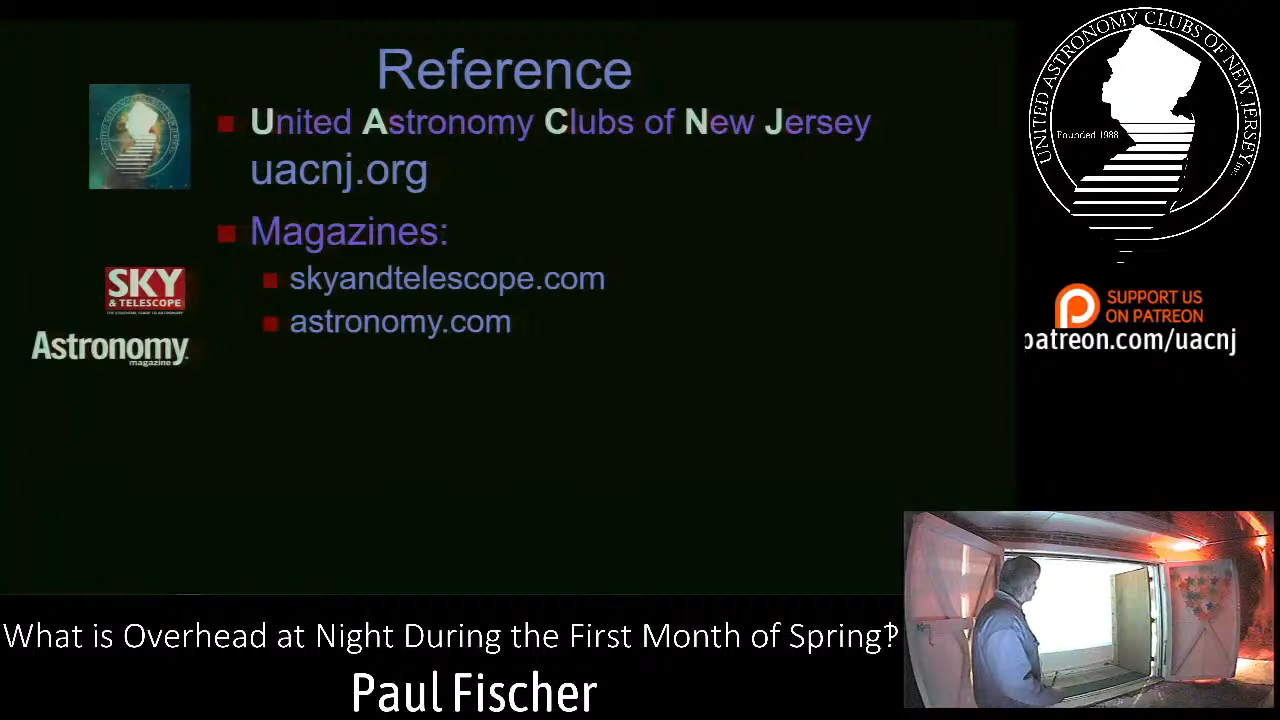 Reference
United Astronomy Clubs of New Jersey
uacnj.org
Magazines:
skyandtelescope.com
astronomy.com
SKY
& TELESCOPE
Astronomy
magazine
UNITED ASTRONOMY CLUBS OF NEW JERSEY, Inc.
Founded 1988
SUPPORT US
ON PATREON
patreon.com/uacnj
What is Overhead at Night During the First Month of Spring?
Paul Fischer